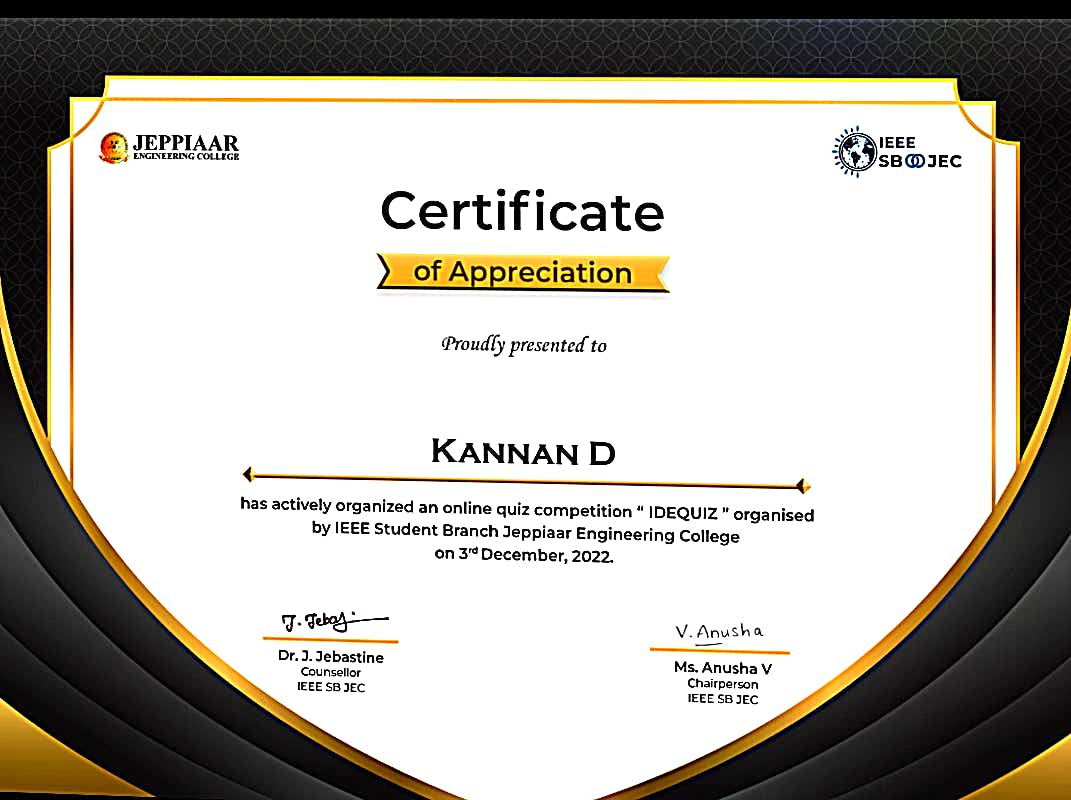 JEPPIAAR
ENGINEERING COLLEGE
IEEE
SB JEC
Certificate
of Appreciation
Proudly presented to
KANNAN D
has actively organized an online quiz competition “ IDEQUIZ ” organised
by IEEE Student Branch Jeppiaar Engineering College
on 3rd December, 2022.
J. Jebas
V. Anusha
Dr. J. Jebastine
Counsellor
IEEE SB JEC
Ms. Anusha V
Chairperson
IEEE SB JEC